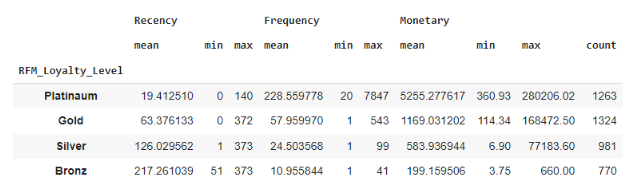 Recency Frequency Monetary
mean min max mean min max mean min max count
RFM_Loyalty_Level
Platinaum 19.412510 0 140 228.559778 20 7847 5255.277617 360.93 280206.02 1263
Gold 63.376133 0 372 57.959970 1 543 1169.031202 114.34 168472.50 1324
Silver 126.029562 1 373 24.503568 1 99 583.936944 6.90 77183.60 981
Bronz 217.261039 51 373 10.955844 1 41 199.159506 3.75 660.00 770